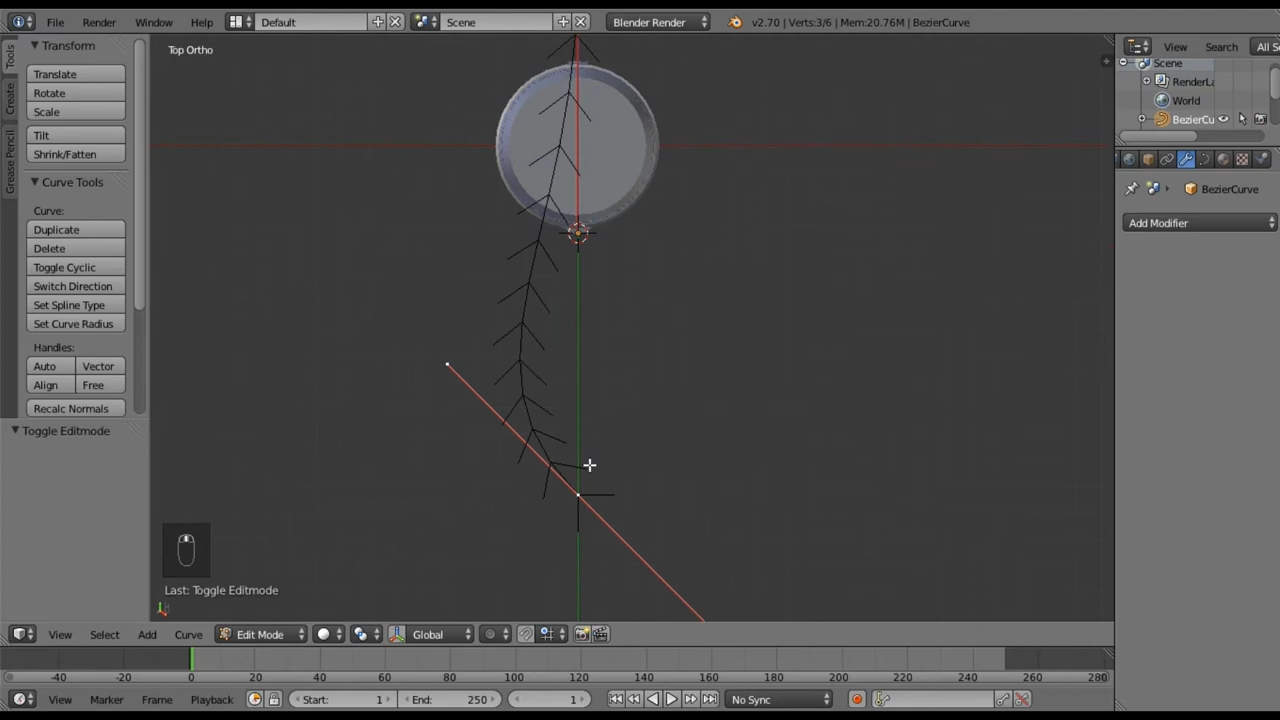 File Render Window Help Default Scene Blender Render v2.70 | Verts:3/6 | Mem:20.76M | BezierCurve
Tools
Create
Grease Pencil
Transform
Translate
Rotate
Scale
Tilt
Shrink/Fatten
Curve Tools
Curve:
Duplicate
Delete
Toggle Cyclic
Switch Direction
Set Spline Type
Set Curve Radius
Handles:
Auto Vector
Align Free
Recalc Normals
Toggle Editmode
Top Ortho
Last: Toggle Editmode
View Search All S
Scene
RenderLa
World
BezierCu
BezierCurve
Add Modifier
View Select Add Curve Edit Mode Global
-40 -20 0 20 40 60 80 100 120 140 160 180 200 220 240 260 280
View Marker Frame Playback Start: 1 End: 250 1 No Sync